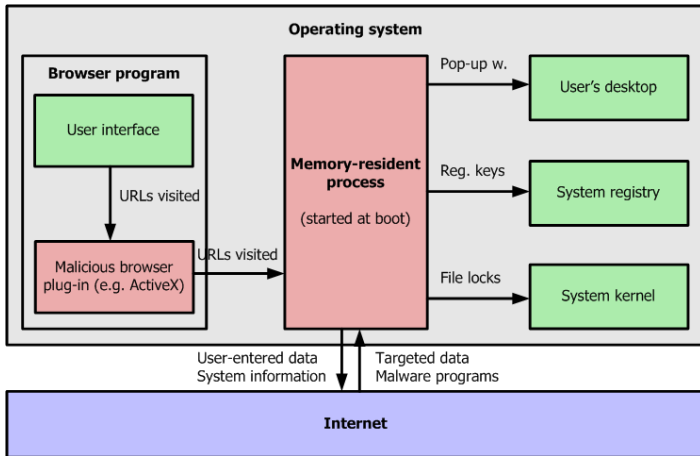 Operating system
Browser program
User interface
URLs visited
Malicious browser
plug-in (e.g. ActiveX)
URLs visited
Memory-resident
process
(started at boot)
Pop-up w.
User's desktop
Reg. keys
System registry
File locks
System kernel
User-entered data
System information
Targeted data
Malware programs
Internet